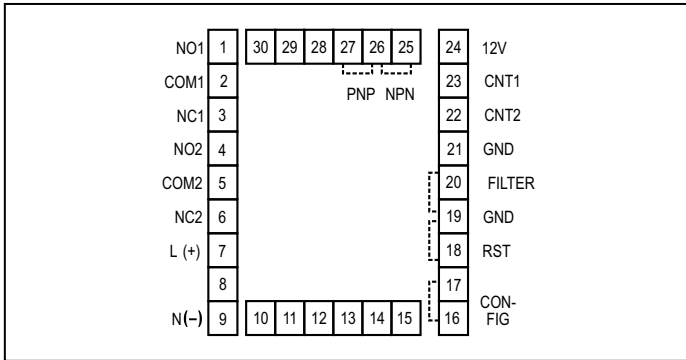 NO1 1 30 29 28 27 26 25 24 12V
COM1 2 PNP NPN 23 CNT1
NC1 3 22 CNT2
NO2 4 21 GND
COM2 5 20 FILTER
NC2 6 19 GND
L (+) 7 18 RST
8 17
N(−) 9 10 11 12 13 14 15 16 CON-
FIG